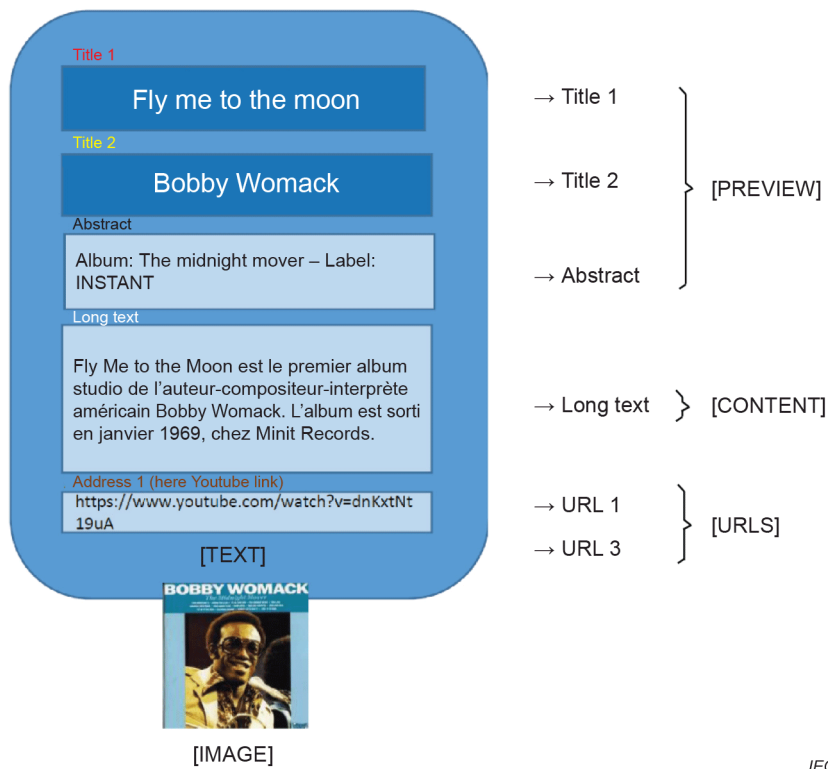 Title 1
Fly me to the moon
→ Title 1
Title 2
Bobby Womack
→ Title 2
[PREVIEW]
Abstract
Album: The midnight mover – Label:
INSTANT
→ Abstract
Long text
Fly Me to the Moon est le premier album
studio de l'auteur-compositeur-interprète
américain Bobby Womack. L'album est sorti
en janvier 1969, chez Minit Records.
→ Long text
[CONTENT]
Address 1 (here Youtube link)
https://www.youtube.com/watch?v=dnKxtNt
19uA
→ URL 1
→ URL 3
[URLS]
[TEXT]
BOBBY WOMACK
The Midnight Mover
[IMAGE]